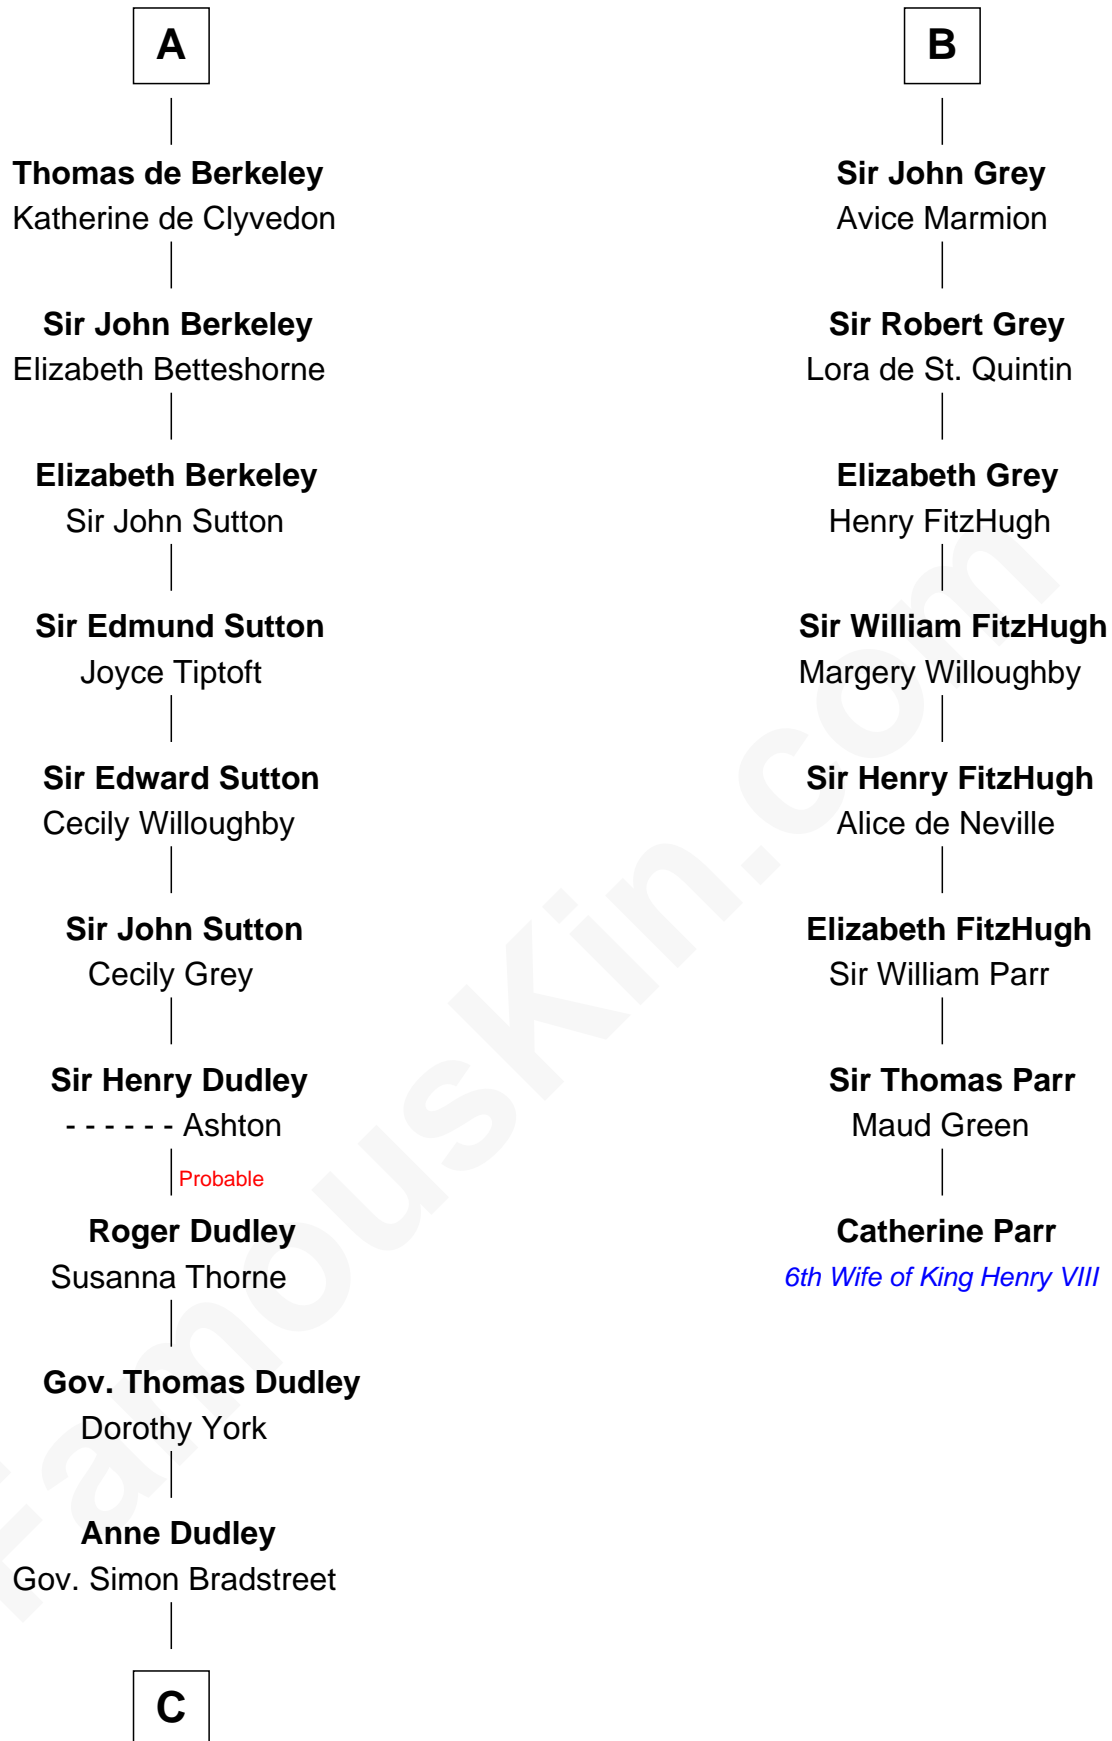 A
Thomas de Berkeley
Katherine de Clyvedon
Sir John Berkeley
Elizabeth Betteshorne
Elizabeth Berkeley
Sir John Sutton
Sir Edmund Sutton
Joyce Tiptoft
Sir Edward Sutton
Cecily Willoughby
Sir John Sutton
Cecily Grey
Sir Henry Dudley
- - - - - - Ashton
Probable
Roger Dudley
Susanna Thorne
Gov. Thomas Dudley
Dorothy York
Anne Dudley
Gov. Simon Bradstreet
C
B
Sir John Grey
Avice Marmion
Sir Robert Grey
Lora de St. Quintin
Elizabeth Grey
Henry FitzHugh
Sir William FitzHugh
Margery Willoughby
Sir Henry FitzHugh
Alice de Neville
Elizabeth FitzHugh
Sir William Parr
Sir Thomas Parr
Maud Green
Catherine Parr
6th Wife of King Henry VIII
FamousKin.com